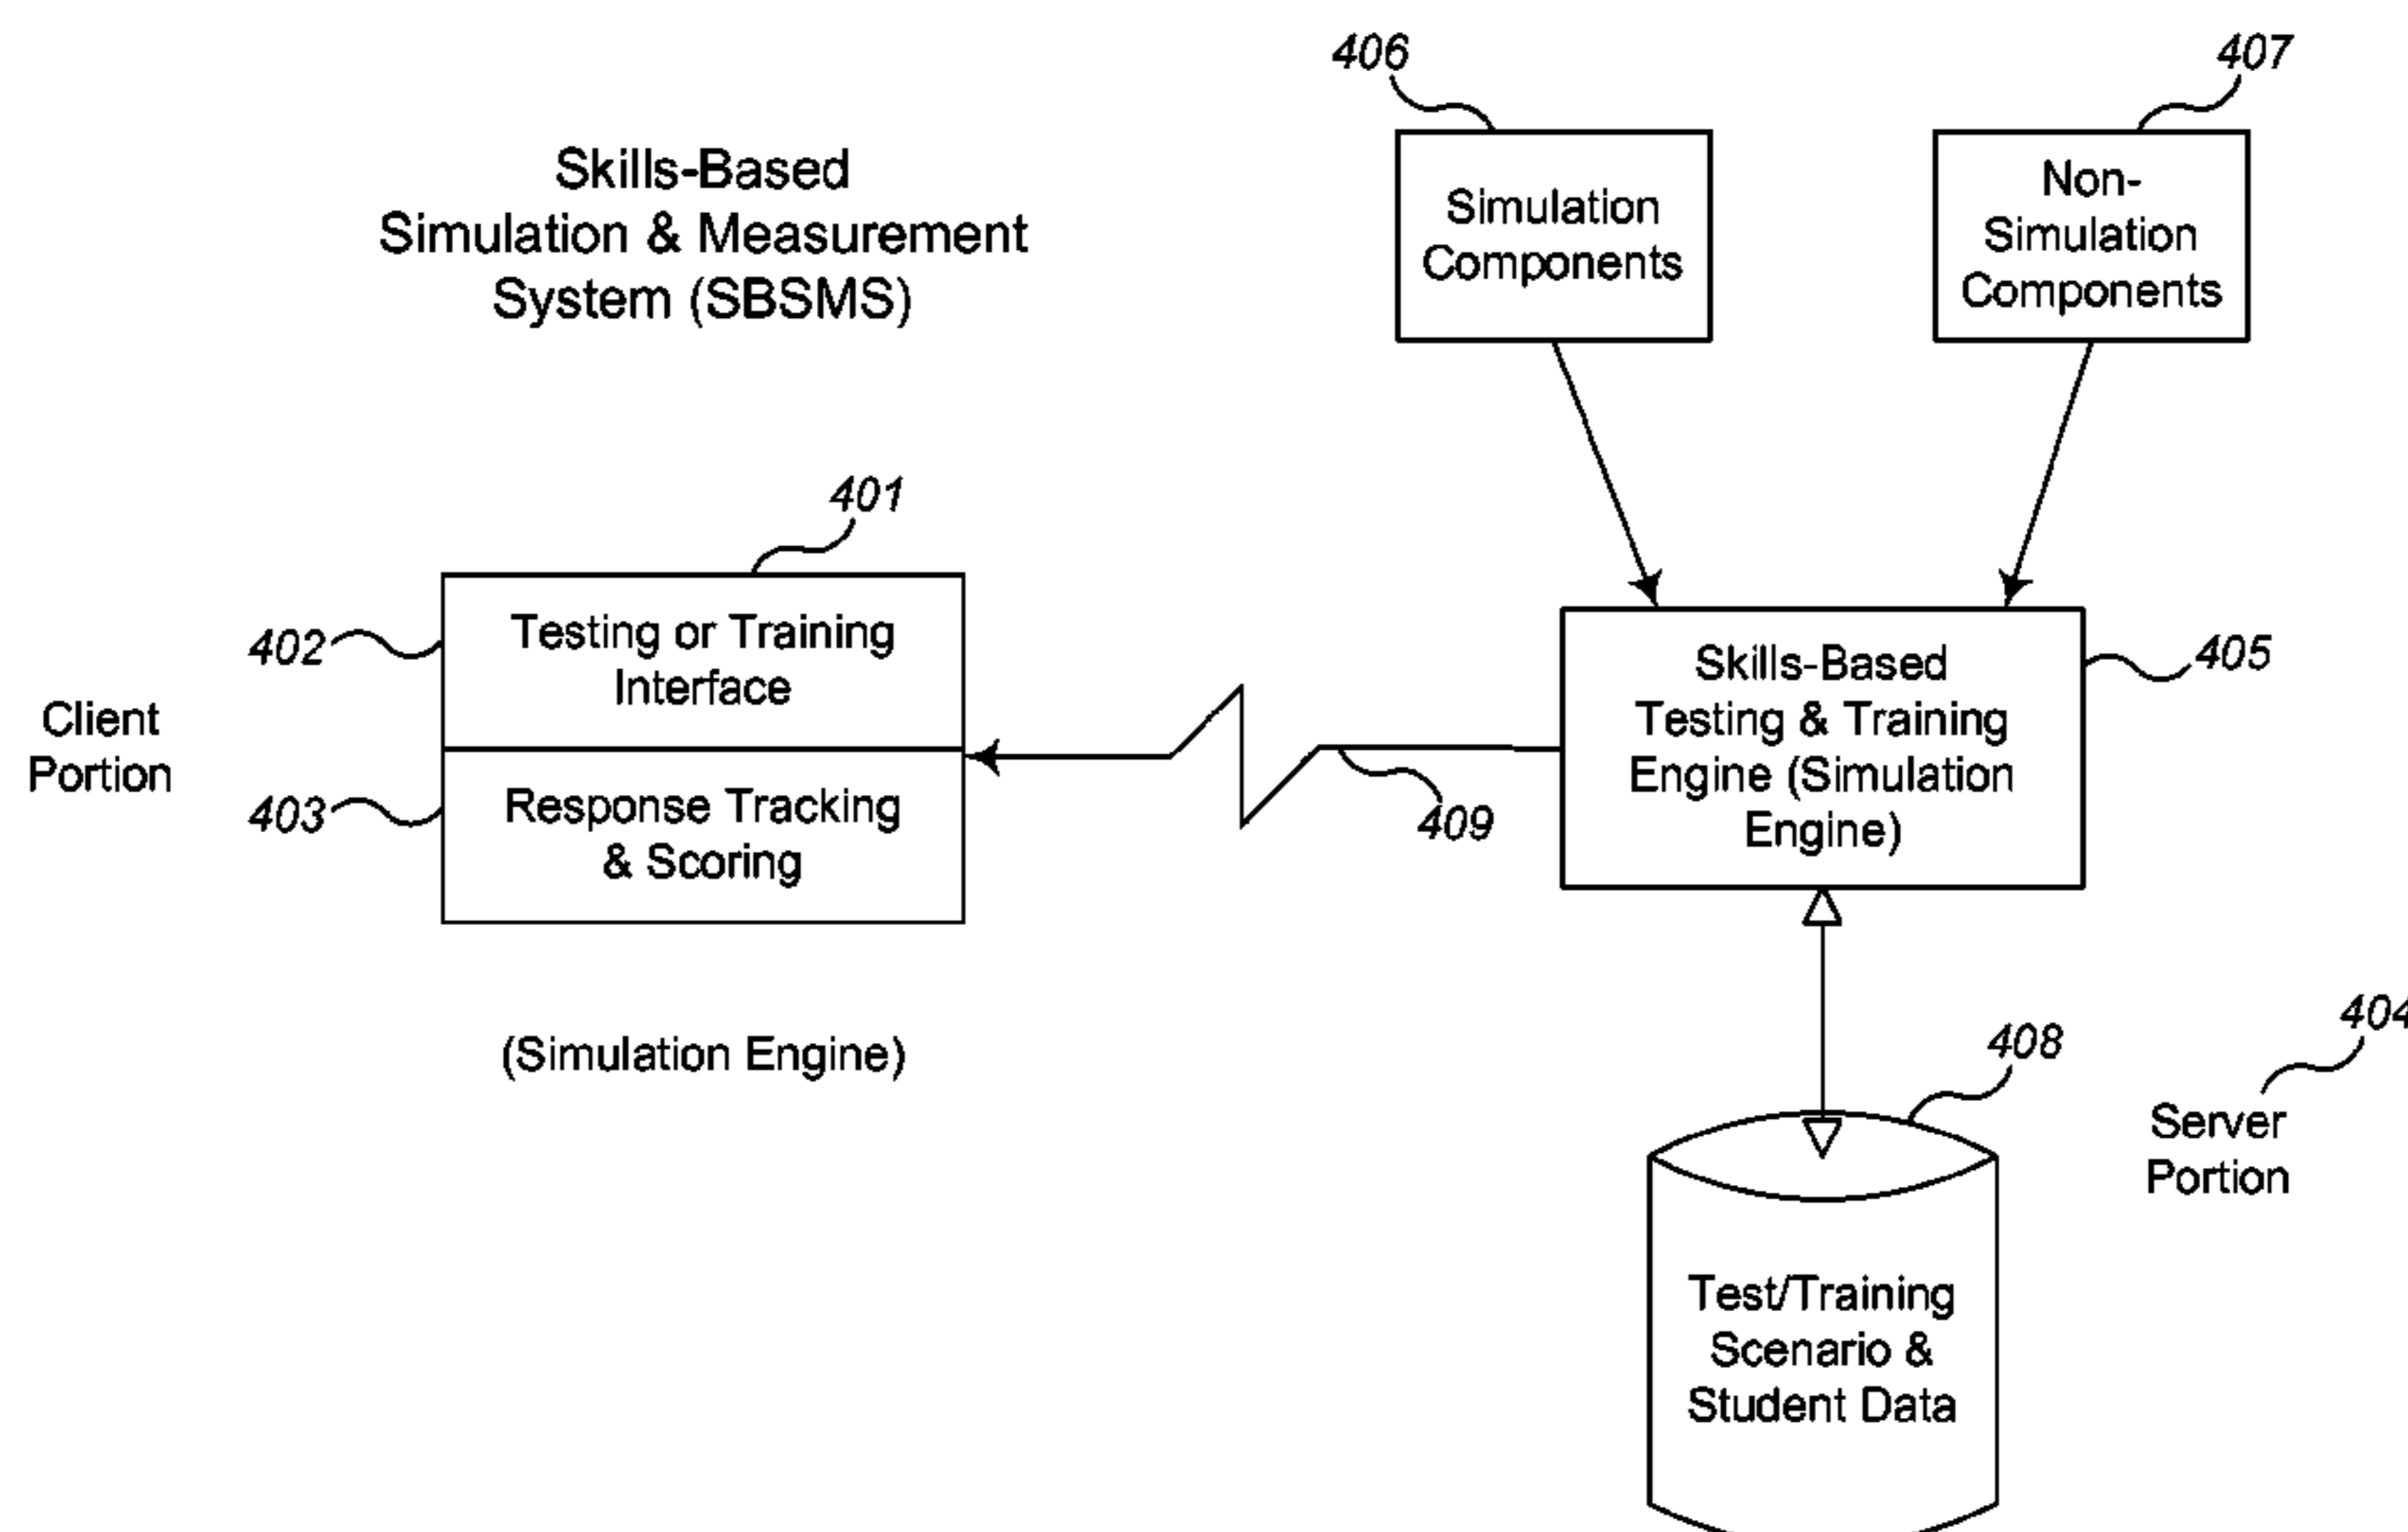 406
407
Skills-Based
Simulation & Measurement
System (SBSMS)
Simulation
Components
Non-
Simulation
Components
401
402
Testing or Training
Interface
Client
Portion
403
Response Tracking
& Scoring
(Simulation Engine)
409
Skills-Based
Testing & Training
Engine (Simulation
Engine)
405
404
408
Server
Portion
Test/Training
Scenario &
Student Data